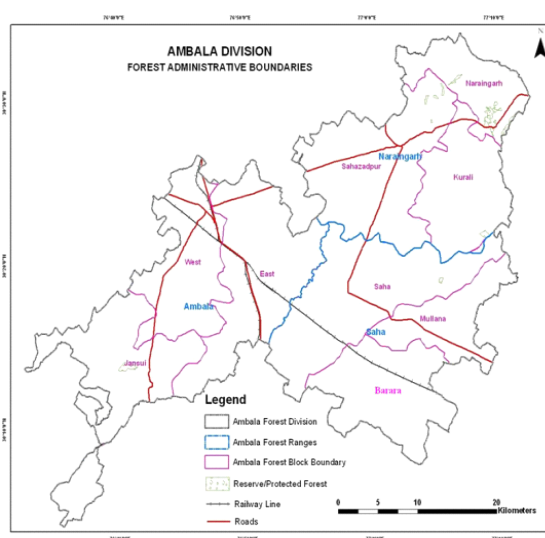 AMBALA DIVISION
FOREST ADMINISTRATIVE BOUNDARIES
N
Naraingarh
Naraingarh
Sahazadpur
Kurali
West
East
Saha
Ambala
Mullana
Saha
Jansui
Barara
Legend
Ambala Forest Division
Ambala Forest Ranges
Ambala Forest Block Boundary
Reserve/Protected Forest
Railway Line
Roads
0 5 10 20
Kilometers